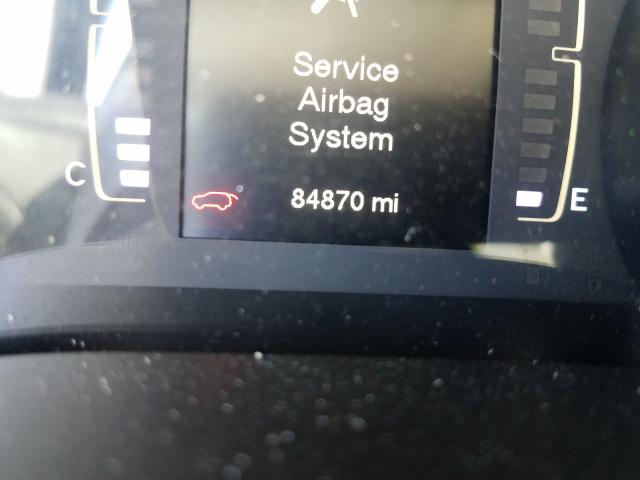 Service
Airbag
System
C
84870 mi
E